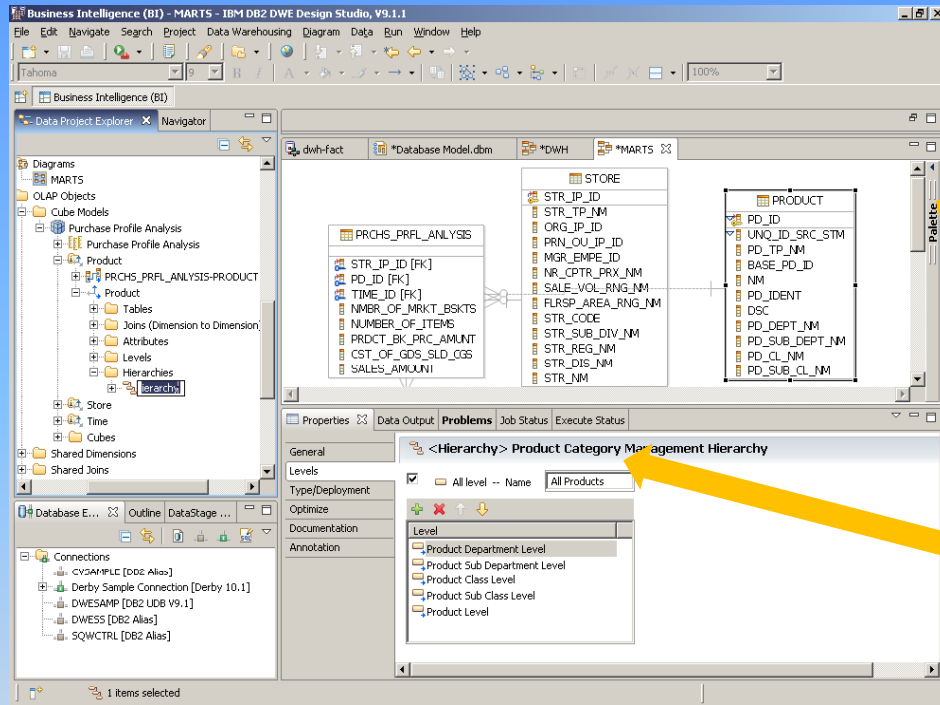 Business Intelligence (BI) - MARTS - IBM DB2 DWE Design Studio, V9.1.1
File Edit Navigate Search Project Data Warehousing Diagram Data Run Window Help
Tahoma 9 B I A 100%
Business Intelligence (BI)
Data Project Explorer Navigator
Diagrams
MARTS
OLAP Objects
Cube Models
Purchase Profile Analysis
Purchase Profile Analysis
Product
PRCHS_PRFL_ANLYSIS-PRODUCT
Product
Tables
Joins (Dimension to Dimension)
Attributes
Levels
Hierarchies
ierarchy
Store
Time
Cubes
Shared Dimensions
Shared Joins
dwh-fact *Database Model.dbm *DWH *MARTS
PRCHS_PRFL_ANLYSIS
STR_IP_ID [FK]
PD_ID [FK]
TIME_ID [FK]
NMBR_OF_MRKT_BSKTS
NUMBER_OF_ITEMS
PRDCT_BK_PRC_AMUNT
CST_OF_GDS_SLD_CGS
SALES_AMOUNT
STORE
STR_IP_ID
STR_TP_NM
ORG_IP_ID
PRN_OU_IP_ID
MGR_EMPE_ID
NR_CPTR_PRX_NM
SALE_VOL_RNG_NM
FLRSP_AREA_RNG_NM
STR_CODE
STR_SUB_DIV_NM
STR_REG_NM
STR_DIS_NM
STR_NM
PRODUCT
PD_ID
UNQ_ID_SRC_STM
PD_TP_NM
BASE_PD_ID
NM
PD_IDENT
DSC
PD_DEPT_NM
PD_SUB_DEPT_NM
PD_CL_NM
PD_SUB_CL_NM
Palette
Properties Data Output Problems Job Status Execute Status
General
Levels
Type/Deployment
Optimize
Documentation
Annotation
<Hierarchy> Product Category Management Hierarchy
All level -- Name All Products
Level
Product Department Level
Product Sub Department Level
Product Class Level
Product Sub Class Level
Product Level
Database E... Outline DataStage ...
Connections
CVSAMPLE [DB2 Alias]
Derby Sample Connection [Derby 10.1]
DWESAMP [DB2 UDB V9.1]
DWESS [DB2 Alias]
SQWCTRL [DB2 Alias]
1 items selected